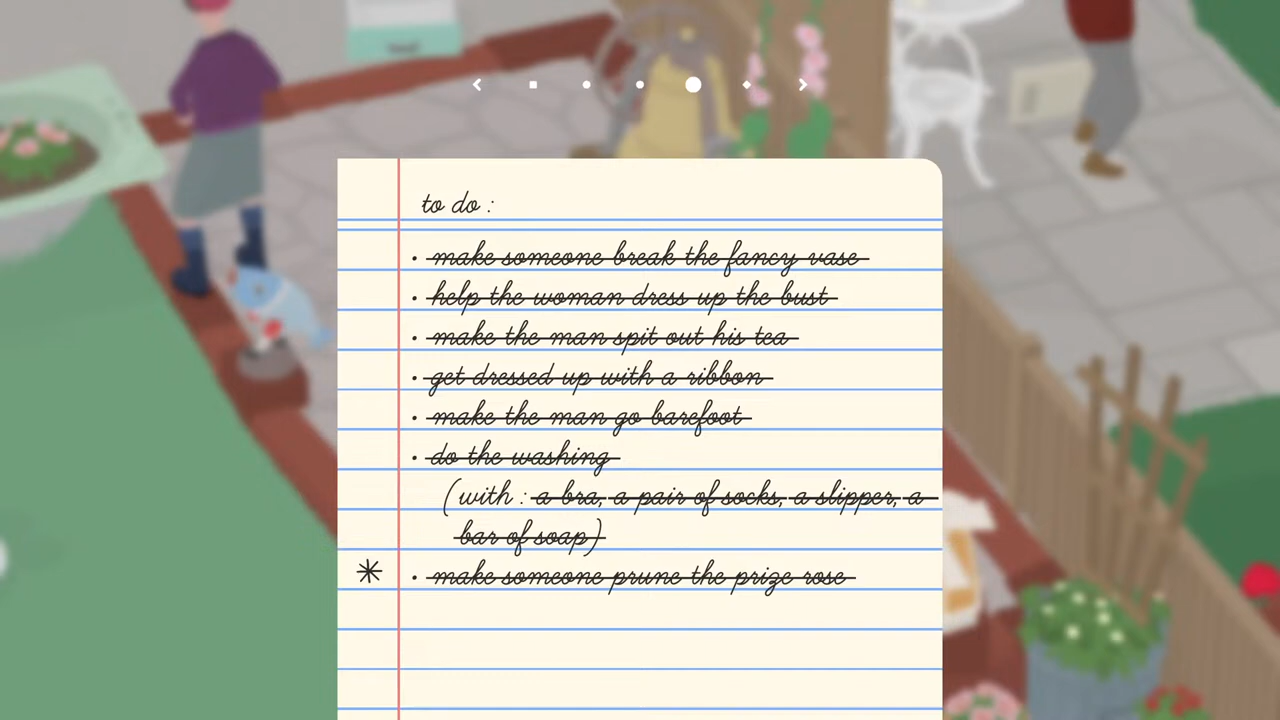 to do :
• make someone break the fancy vase
• help the woman dress up the bust
• make the man spit out his tea
• get dressed up with a ribbon
• make the man go barefoot
• do the washing
(with : a bra, a pair of socks, a slipper, a
bar of soap)
* • make someone prune the prize rose